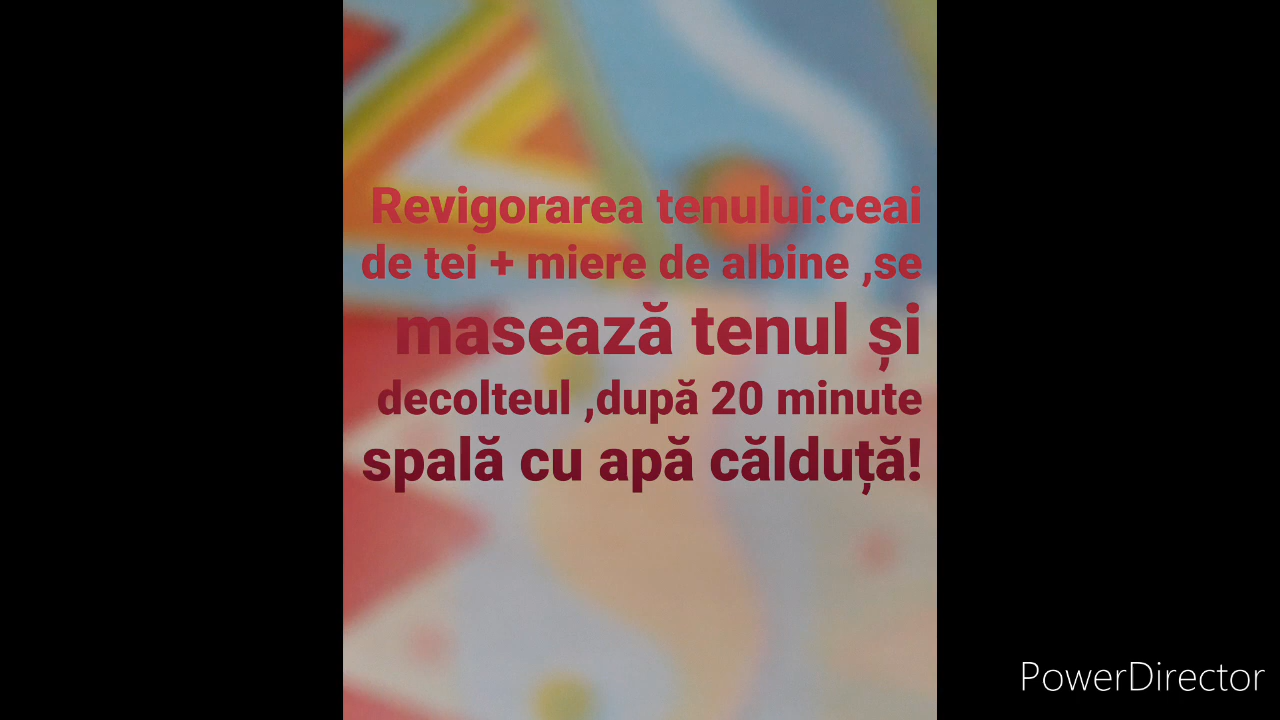 Revigorarea tenului:ceai
de tei + miere de albine ,se
masează tenul și
decolteul ,după 20 minute
spală cu apă călduță!
PowerDirector